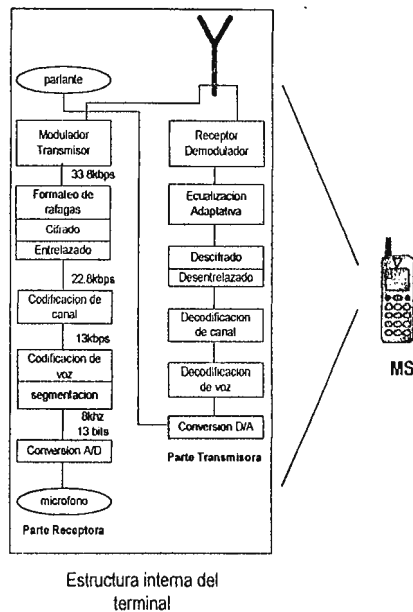 parlante
Modulador
Transmisor
33.8kbps
Formateo de
rafagas
Cifrado
Entrelazado
22.8kbps
Codificacion de
canal
13kbps
Codificacion de
voz
segmentacion
8khz
13 bits
Conversion A/D
microfono
Parte Receptora
Receptor
Demodulador
Ecualizacion
Adaptativa
Descifrado
Desentrelazado
Decodificacion
de canal
Decodificacion
de voz
Conversion D/A
Parte Transmisora
MS
Estructura interna del
terminal